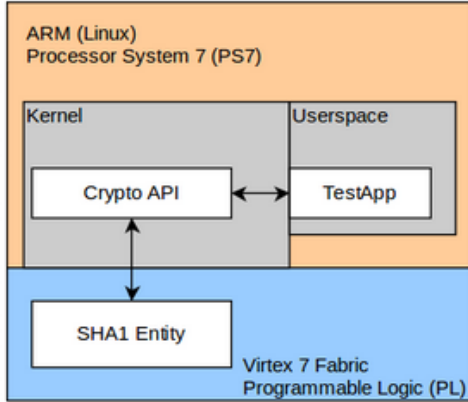 ARM (Linux)
Processor System 7 (PS7)
Kernel
Userspace
Crypto API
TestApp
SHA1 Entity
Virtex 7 Fabric
Programmable Logic (PL)